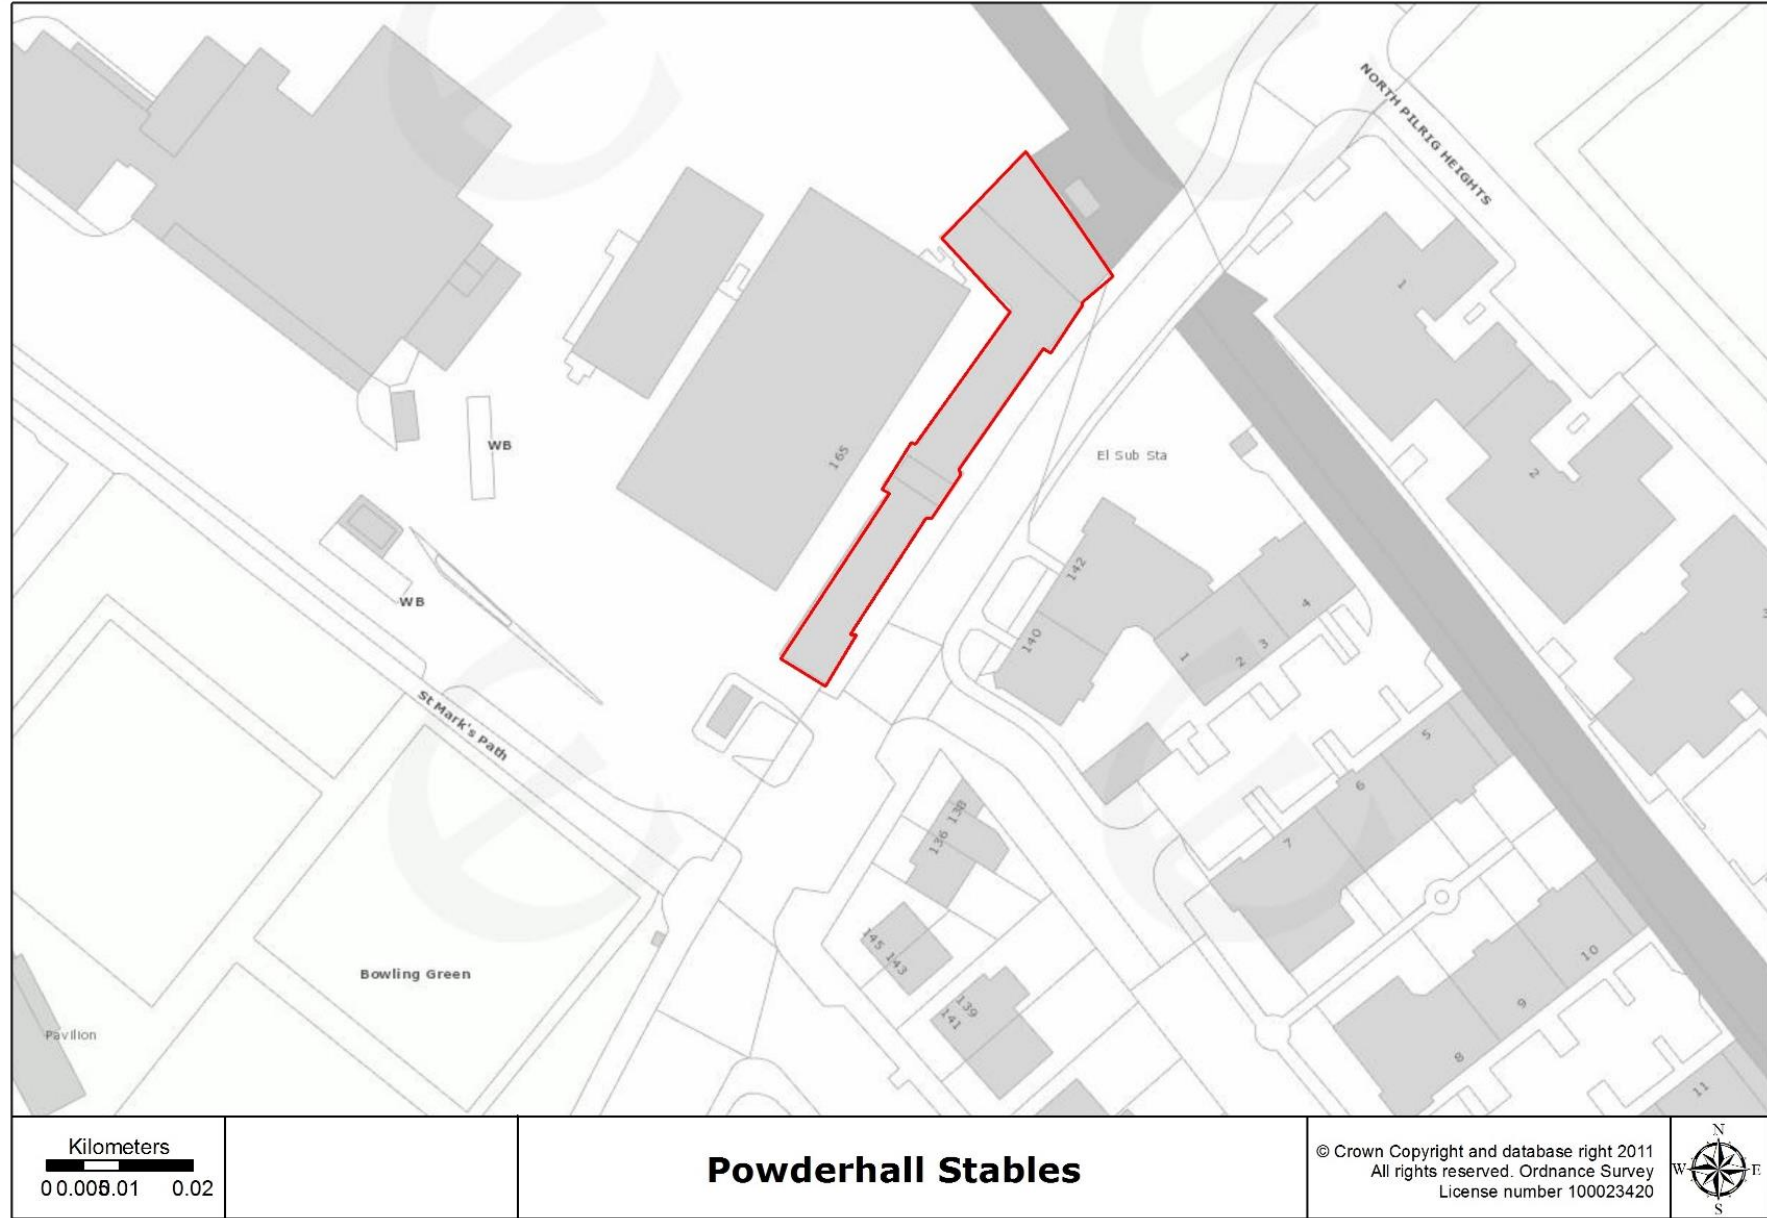 NORTH PILRIG HEIGHTS
1
WB
165
El Sub Sta
2
142
WB
4
140
3
1
2
St Mark's Path
5
138
6
136
7
145 143
10
Bowling Green
139
9
141
Pavilion
8
11
Kilometers
0 0.005 0.01 0.02
Powderhall Stables
© Crown Copyright and database right 2011
All rights reserved. Ordnance Survey
License number 100023420
N
W E
S